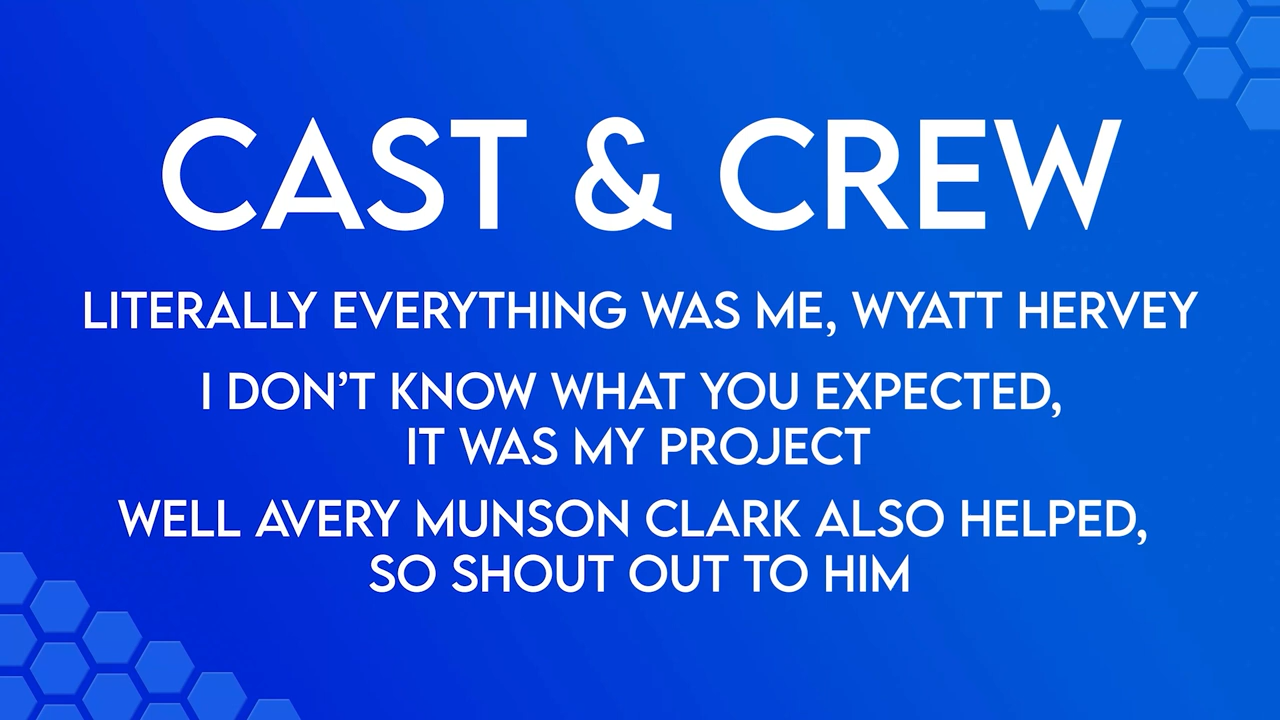 CAST & CREW
LITERALLY EVERYTHING WAS ME, WYATT HERVEY
I DON’T KNOW WHAT YOU EXPECTED,
IT WAS MY PROJECT
WELL AVERY MUNSON CLARK ALSO HELPED,
SO SHOUT OUT TO HIM